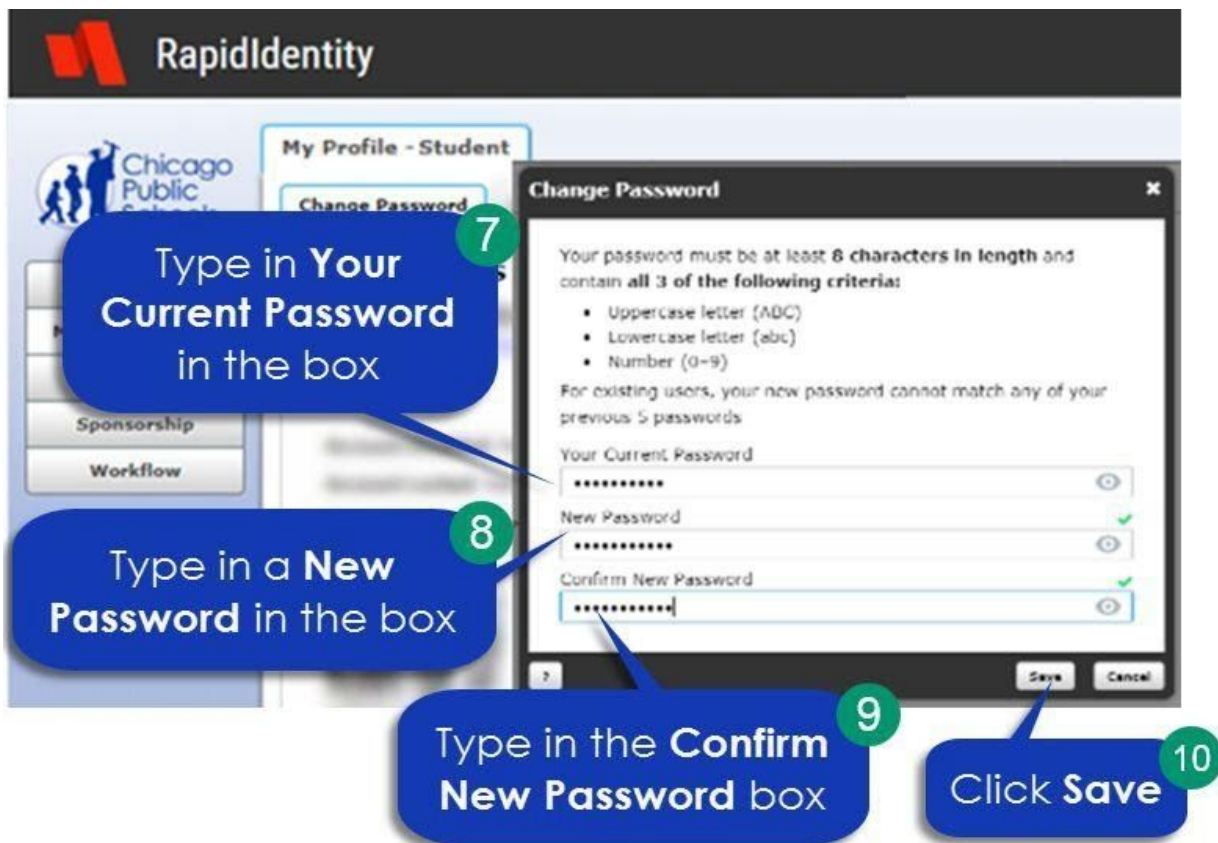 RapidIdentity
Chicago
Public
My Profile - Student
Change Password
7
Type in Your
Current Password
in the box
Sponsorship
Workflow
8
Type in a New
Password in the box
Change Password
Your password must be at least 8 characters in length and
contain all 3 of the following criteria:
• Uppercase letter (ABC)
• Lowercase letter (abc)
• Number (0-9)
For existing users, your new password cannot match any of your
previous 5 passwords
Your Current Password
••••••••••
New Password
•••••••••••
Confirm New Password
•••••••••••
?
Save
Cancel
9
Type in the Confirm
New Password box
10
Click Save